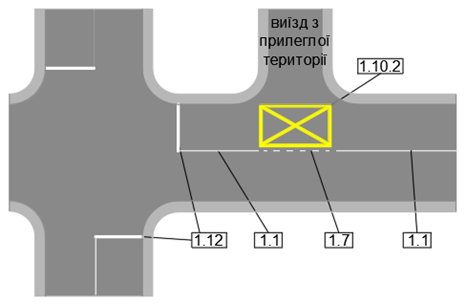 виїзд з
прилеглої
території
1.10.2
1.12
1.1
1.7
1.1